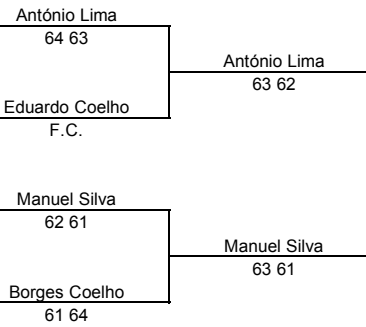 António Lima
64 63
António Lima
63 62
Eduardo Coelho
F.C.
Manuel Silva
62 61
Manuel Silva
63 61
Borges Coelho
61 64